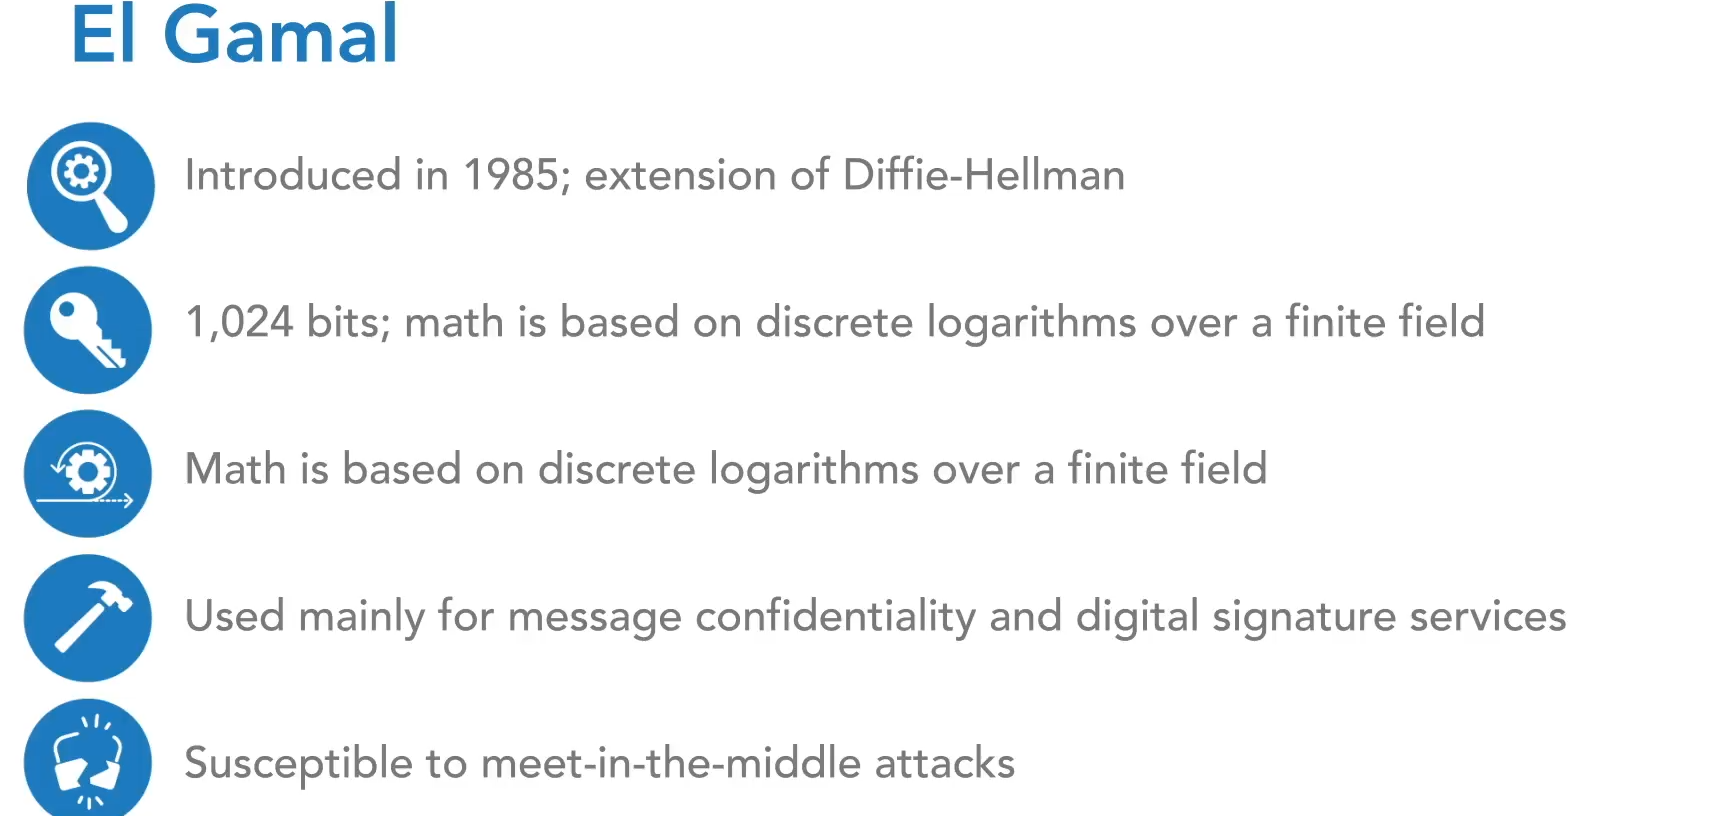 El Gamal
Introduced in 1985; extension of Diffie-Hellman
1,024 bits; math is based on discrete logarithms over a finite field
Math is based on discrete logarithms over a finite field
Used mainly for message confidentiality and digital signature services
Susceptible to meet-in-the-middle attacks